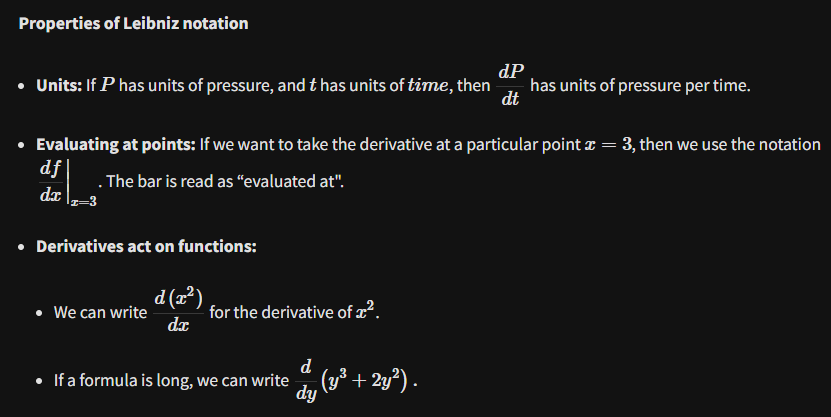 Properties of Leibniz notation
• Units: If P has units of pressure, and t has units of time, then dP/dt has units of pressure per time.
• Evaluating at points: If we want to take the derivative at a particular point x = 3, then we use the notation
df/dx|x=3. The bar is read as “evaluated at".
• Derivatives act on functions:
• We can write d(x²)/dx for the derivative of x².
• If a formula is long, we can write d/dy (y³ + 2y²).